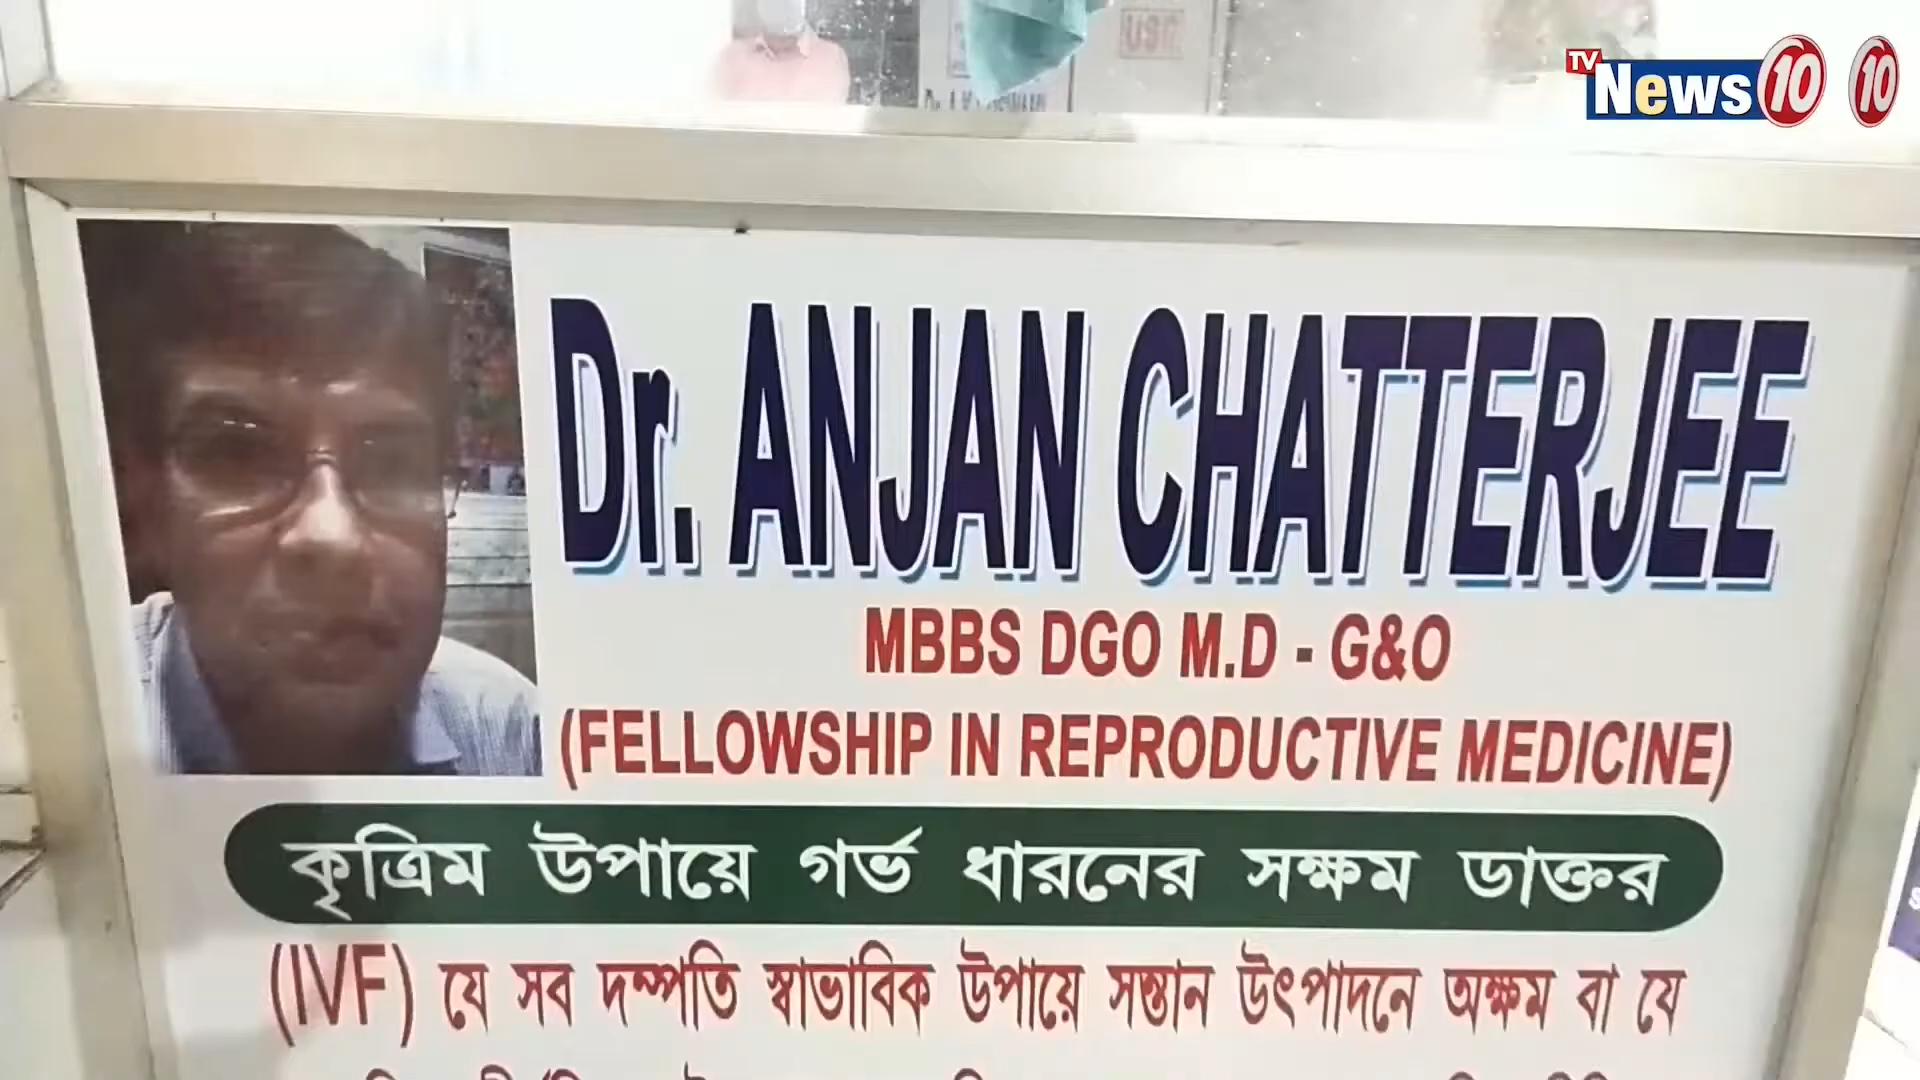 TV News 10 10
USG
Dr. ANJAN CHATTERJEE
MBBS DGO M.D - G&O
(FELLOWSHIP IN REPRODUCTIVE MEDICINE)
কৃত্রিম উপায়ে গর্ভ ধারনের সক্ষম ডাক্তর
(IVF) যে সব দম্পতি স্বাভাবিক উপায়ে সন্তান উৎপাদনে অক্ষম বা যে